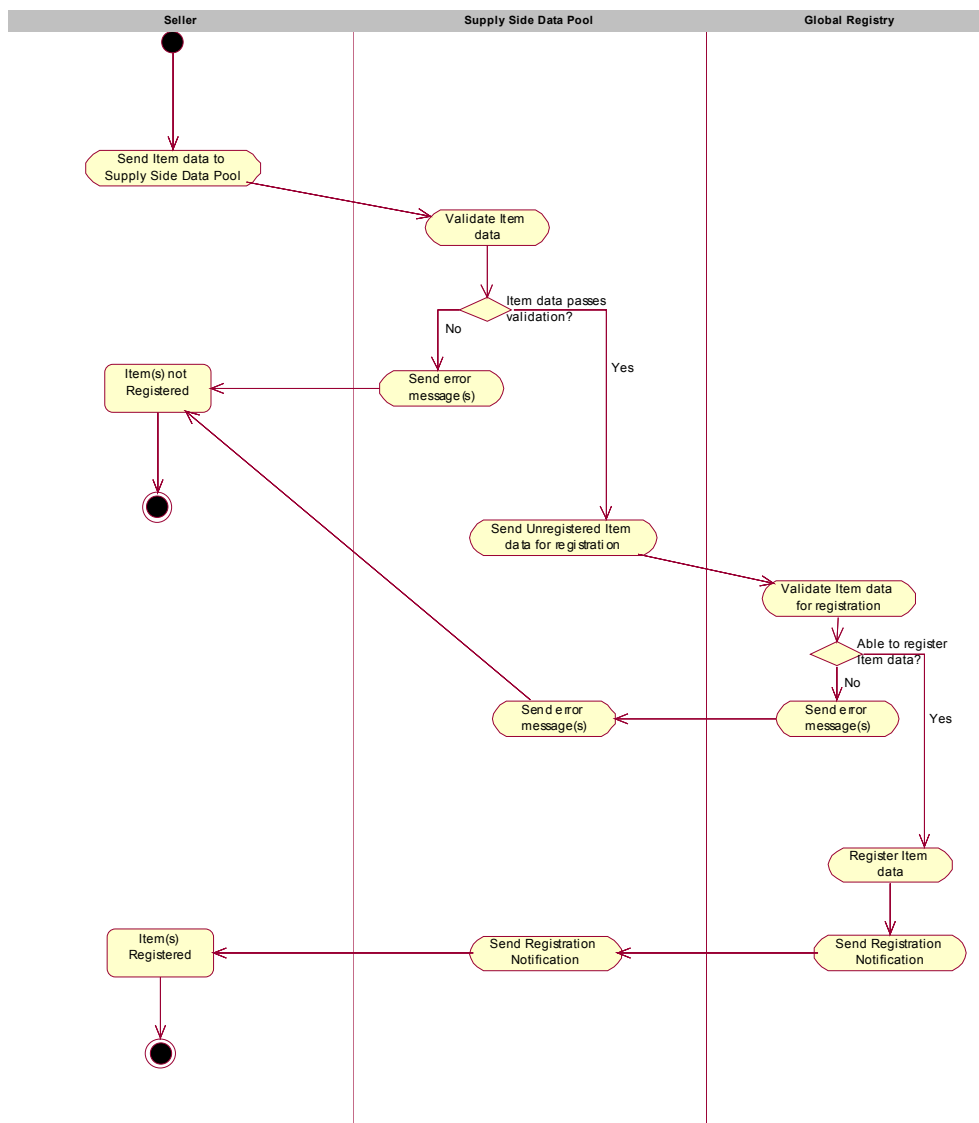 Seller
Supply Side Data Pool
Global Registry
Send Item data to
Supply Side Data Pool
Validate Item
data
Item data passes
validation?
No
Yes
Item(s) not
Registered
Send error
message(s)
Send Unregistered Item
data for registration
Validate Item data
for registration
Able to register
Item data?
No
Yes
Send error
message(s)
Send error
message(s)
Register Item
data
Item(s)
Registered
Send Registration
Notification
Send Registration
Notification